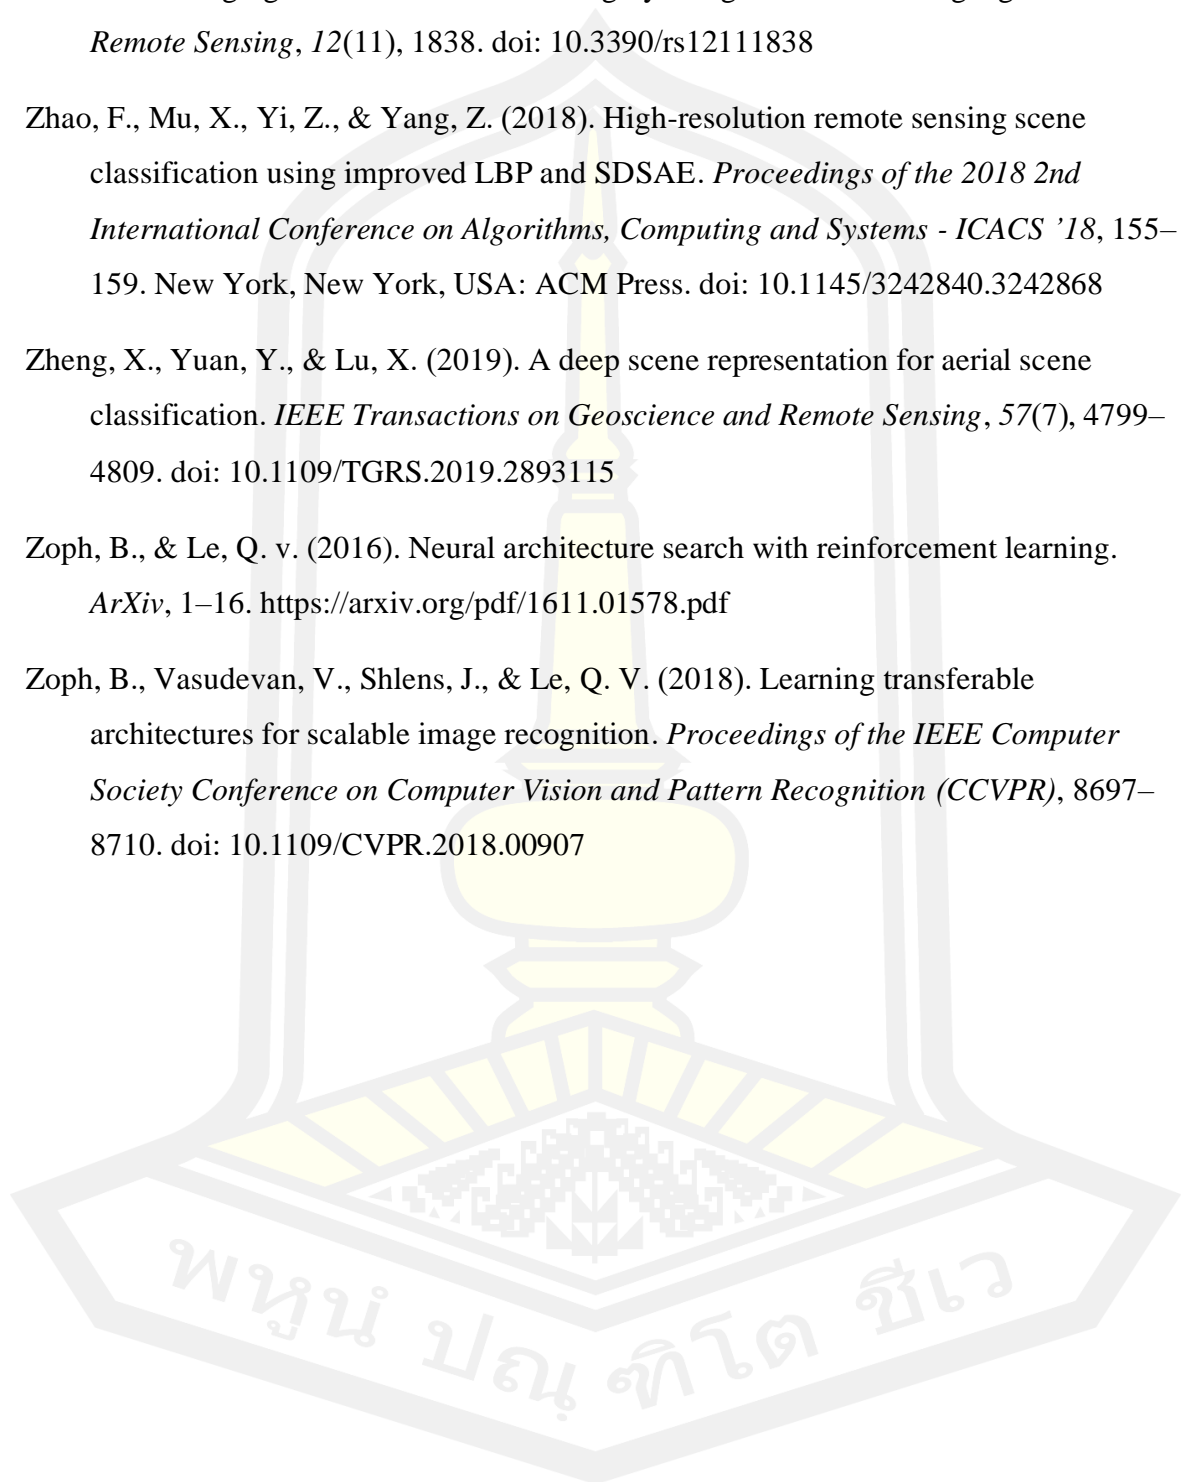 Remote Sensing, 12(11), 1838. doi: 10.3390/rs12111838
Zhao, F., Mu, X., Yi, Z., & Yang, Z. (2018). High-resolution remote sensing scene
classification using improved LBP and SDSAE. Proceedings of the 2018 2nd
International Conference on Algorithms, Computing and Systems - ICACS ’18, 155–
159. New York, New York, USA: ACM Press. doi: 10.1145/3242840.3242868
Zheng, X., Yuan, Y., & Lu, X. (2019). A deep scene representation for aerial scene
classification. IEEE Transactions on Geoscience and Remote Sensing, 57(7), 4799–
4809. doi: 10.1109/TGRS.2019.2893115
Zoph, B., & Le, Q. v. (2016). Neural architecture search with reinforcement learning.
ArXiv, 1–16. https://arxiv.org/pdf/1611.01578.pdf
Zoph, B., Vasudevan, V., Shlens, J., & Le, Q. V. (2018). Learning transferable
architectures for scalable image recognition. Proceedings of the IEEE Computer
Society Conference on Computer Vision and Pattern Recognition (CCVPR), 8697–
8710. doi: 10.1109/CVPR.2018.00907
พหูนํ ปณฺฑิโต ชีเว